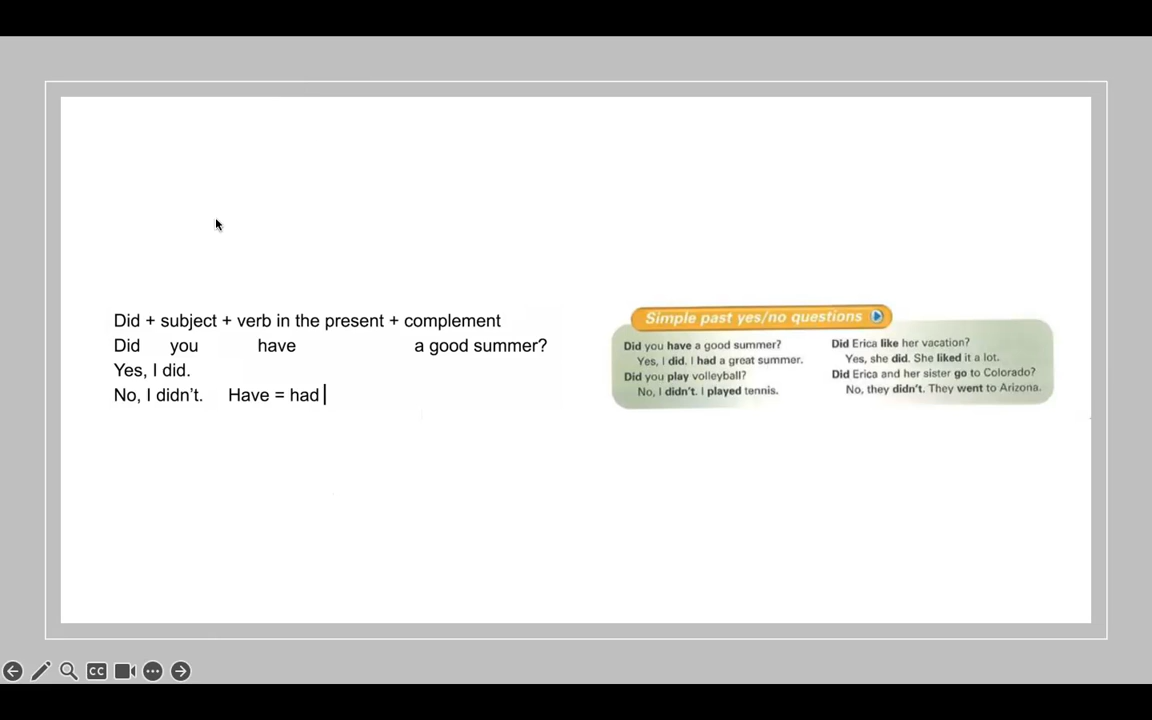 Did + subject + verb in the present + complement
Did you have a good summer?
Yes, I did.
No, I didn't. Have = had
Simple past yes/no questions
Did you have a good summer?
Yes, I did. I had a great summer.
Did you play volleyball?
No, I didn't. I played tennis.
Did Erica like her vacation?
Yes, she did. She liked it a lot.
Did Erica and her sister go to Colorado?
No, they didn't. They went to Arizona.
CC